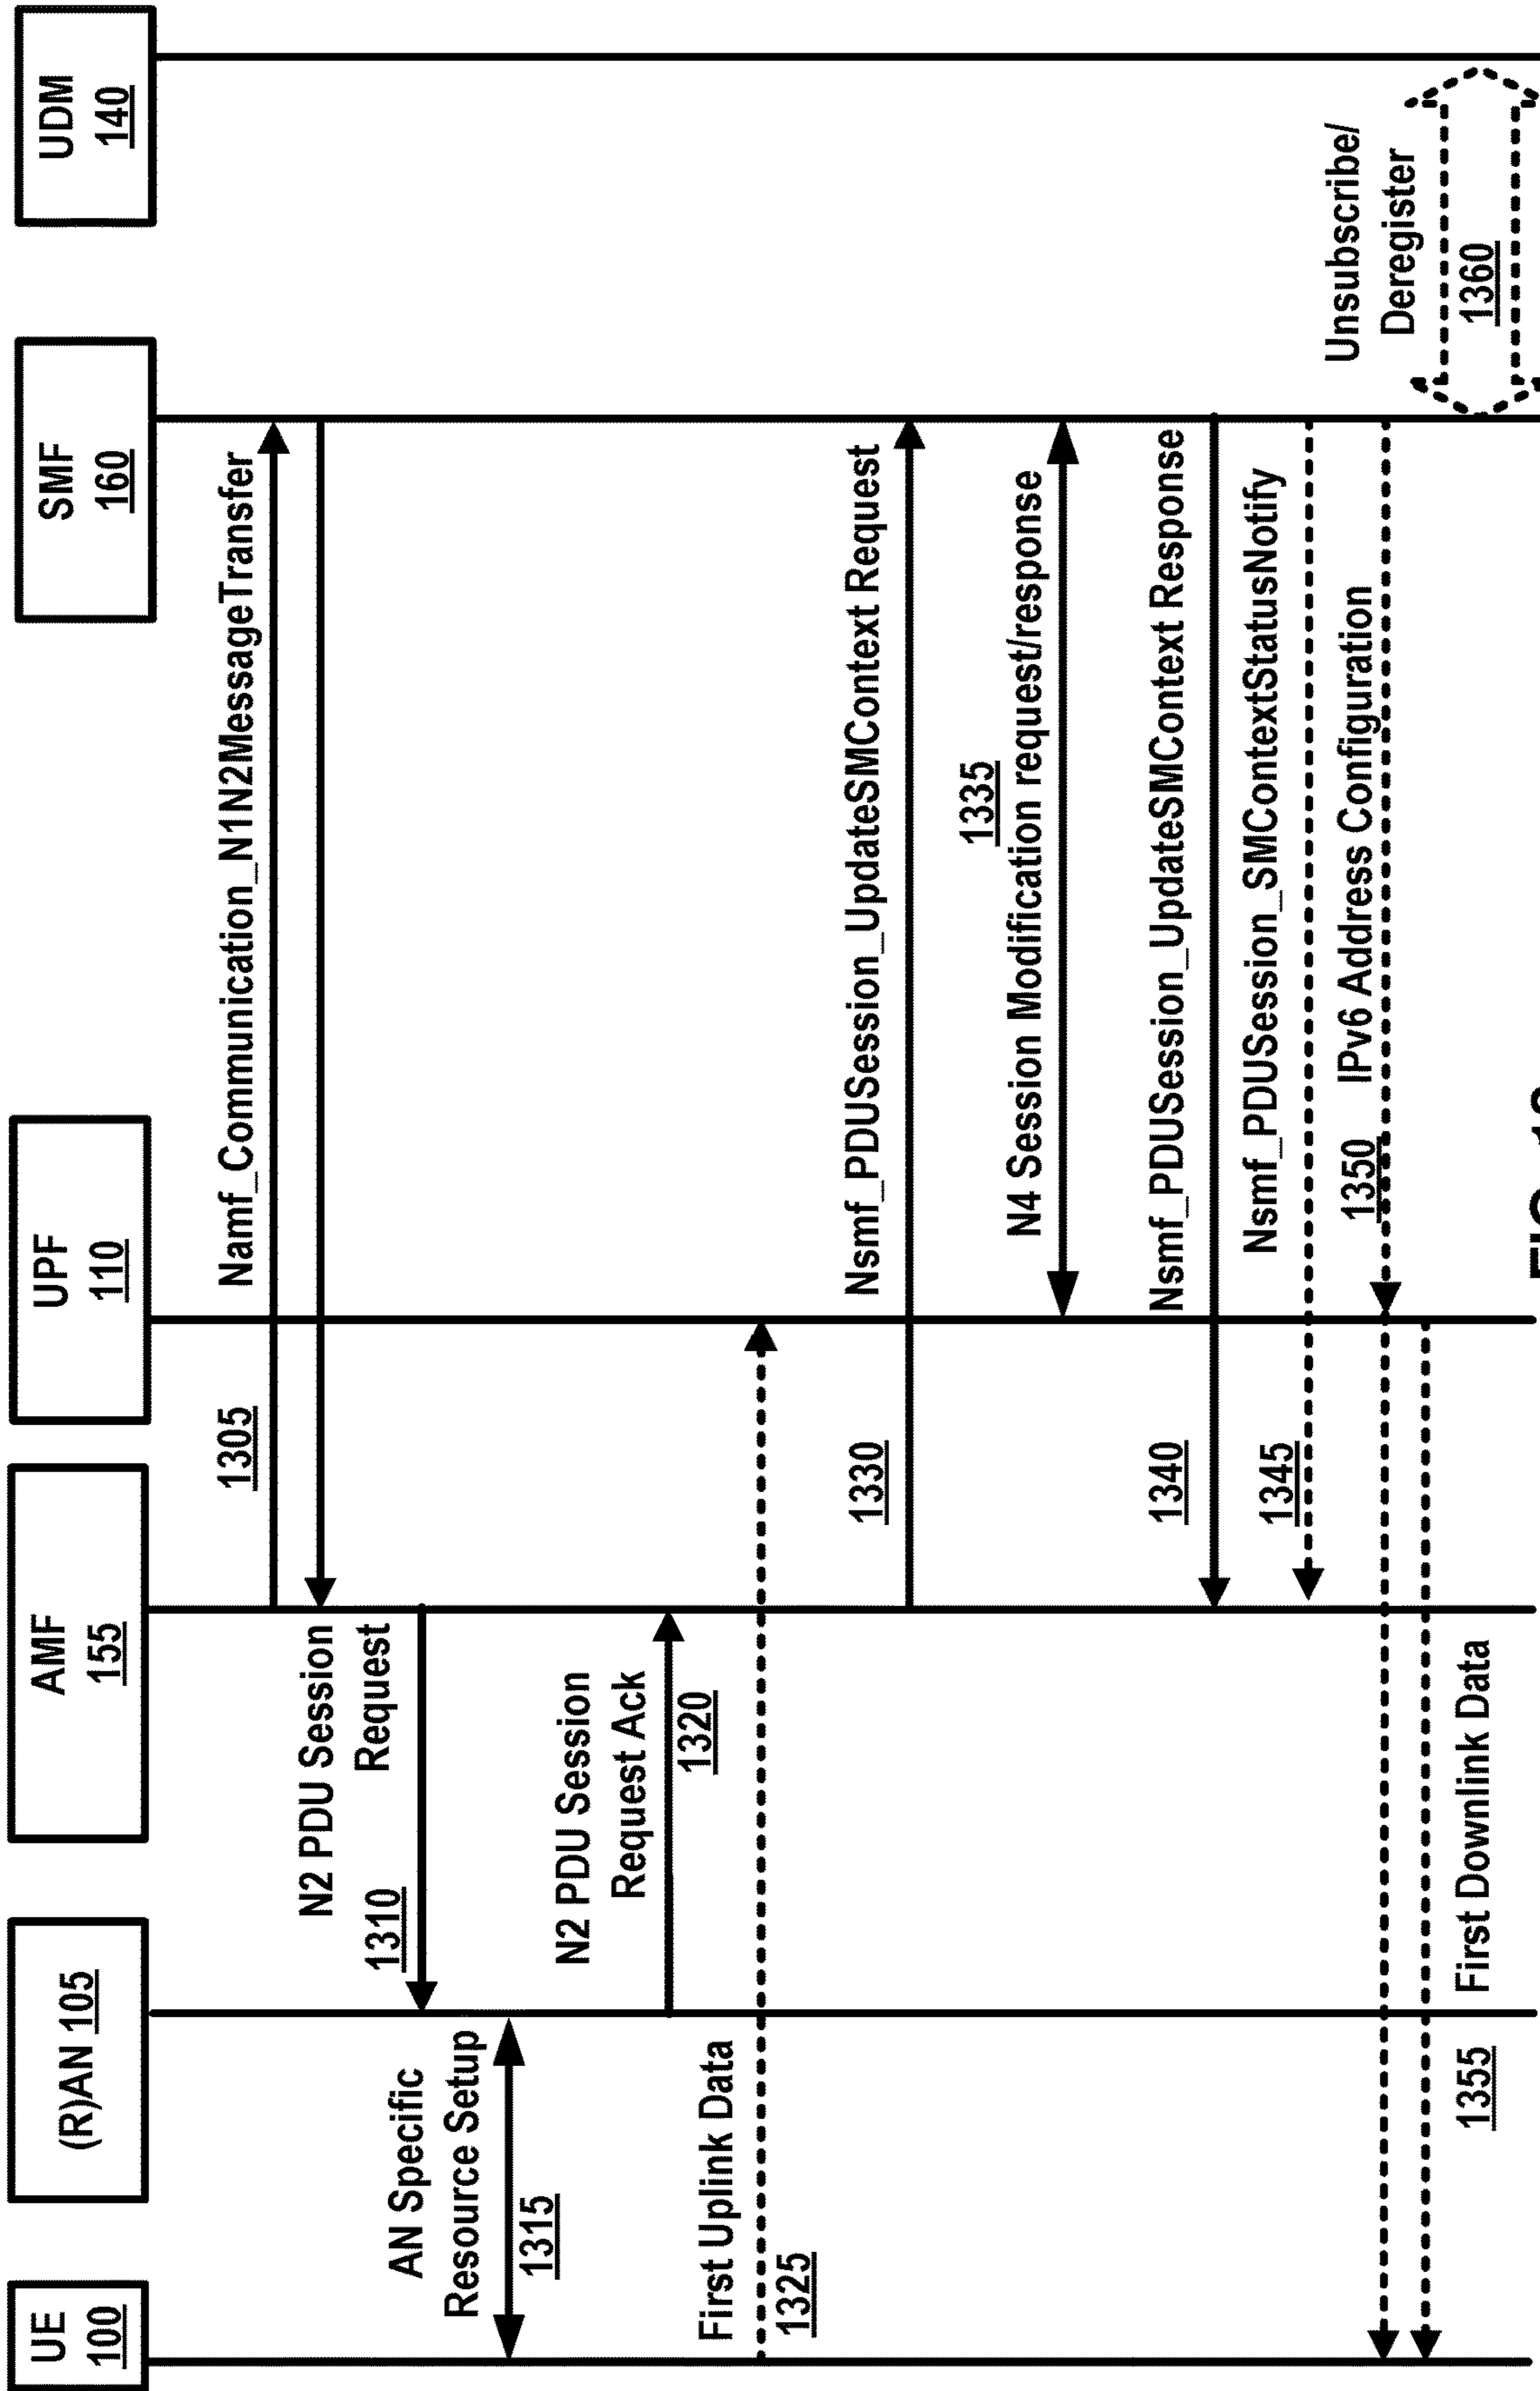 UE
100
(R)AN 105
AMF
155
UPF
110
SMF
160
UDM
140
1305
Namf_Communication_N1N2MessageTransfer
N2 PDU Session
Request
1310
AN Specific
Resource Setup
1315
N2 PDU Session
Request Ack
1320
First Uplink Data
1325
1330
Nsmf_PDUSession_UpdateSMContext Request
1335
N4 Session Modification request/response
1340
Nsmf_PDUSession_UpdateSMContext Response
1345
Nsmf_PDUSession_SMContextStatusNotify
1350 IPv6 Address Configuration
First Downlink Data
1355
Unsubscribe/
Deregister
1360